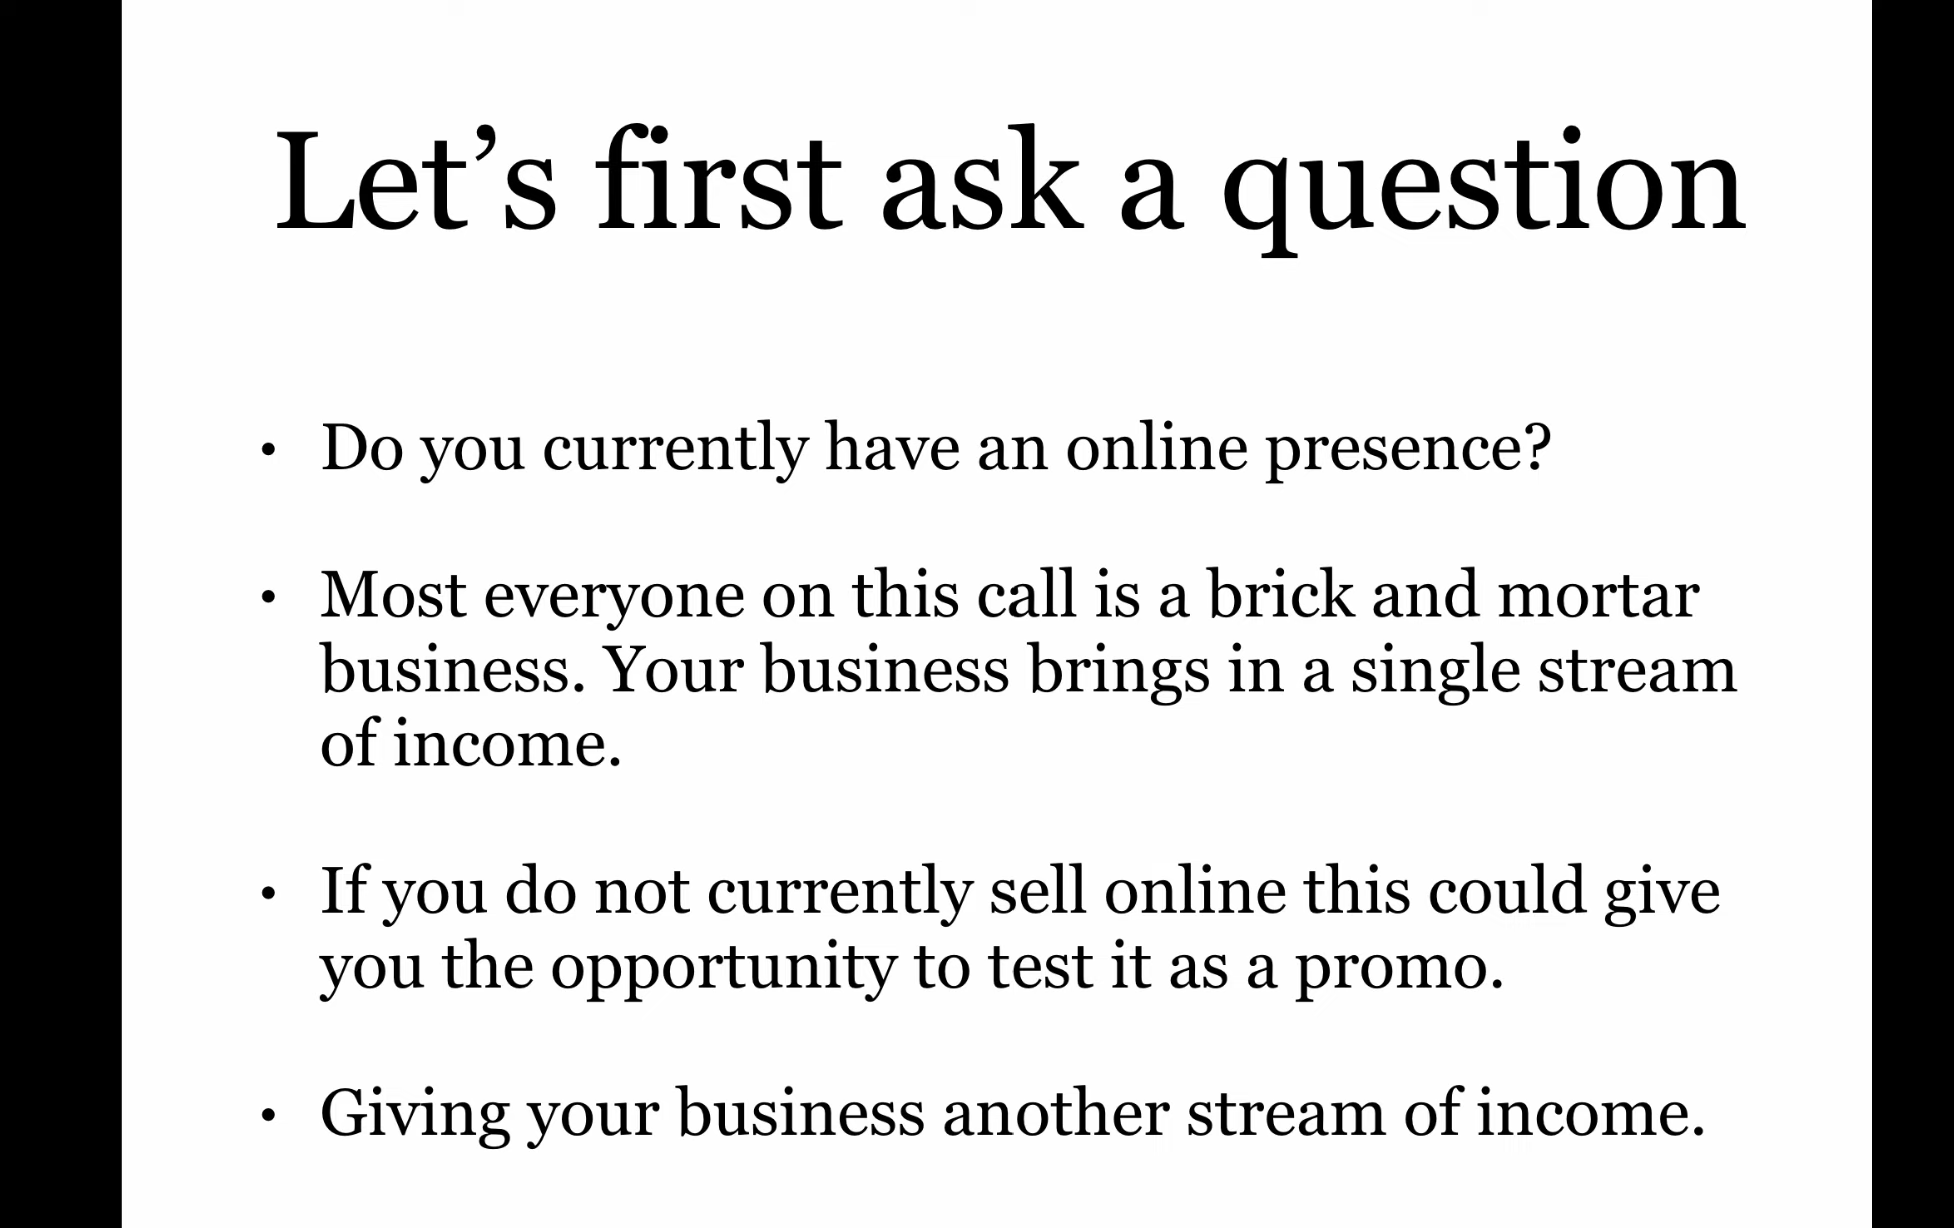 Let’s first ask a question
• Do you currently have an online presence?
• Most everyone on this call is a brick and mortar
business. Your business brings in a single stream
of income.
• If you do not currently sell online this could give
you the opportunity to test it as a promo.
• Giving your business another stream of income.